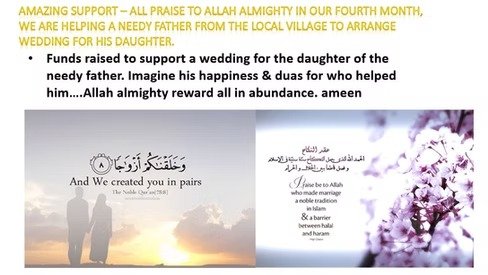 AMAZING SUPPORT – ALL PRAISE TO ALLAH ALMIGHTY IN OUR FOURTH MONTH,
WE ARE HELPING A NEEDY FATHER FROM THE LOCAL VILLAGE TO ARRANGE
WEDDING FOR HIS DAUGHTER.
• Funds raised to support a wedding for the daughter of the
needy father. Imagine his happiness & duas for who helped
him….Allah almighty reward all in abundance. ameen
وَخَلَقْنَاكُمْ أَزْوَاجًا ٨
And We created you in pairs
The Noble Qur'an [78:8]
عقد النكاح
Praise be to Allah
who made marriage
a noble tradition
in Islam
& a barrier
between halal
and haram